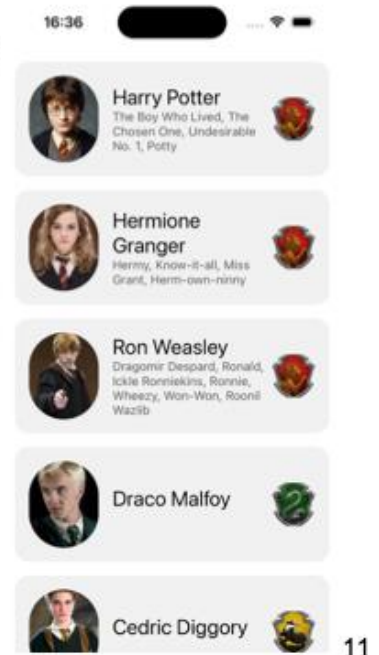 16:36
Harry Potter
The Boy Who Lived, The
Chosen One, Undesirable
No. 1, Potty
Hermione
Granger
Hermy, Know-it-all, Miss
Grant, Herm-own-ninny
Ron Weasley
Dragomir Despard, Ronald,
Ickle Ronniekins, Ronnie,
Wheezy, Won-Won, Roonil
Wazlib
Draco Malfoy
Cedric Diggory
11